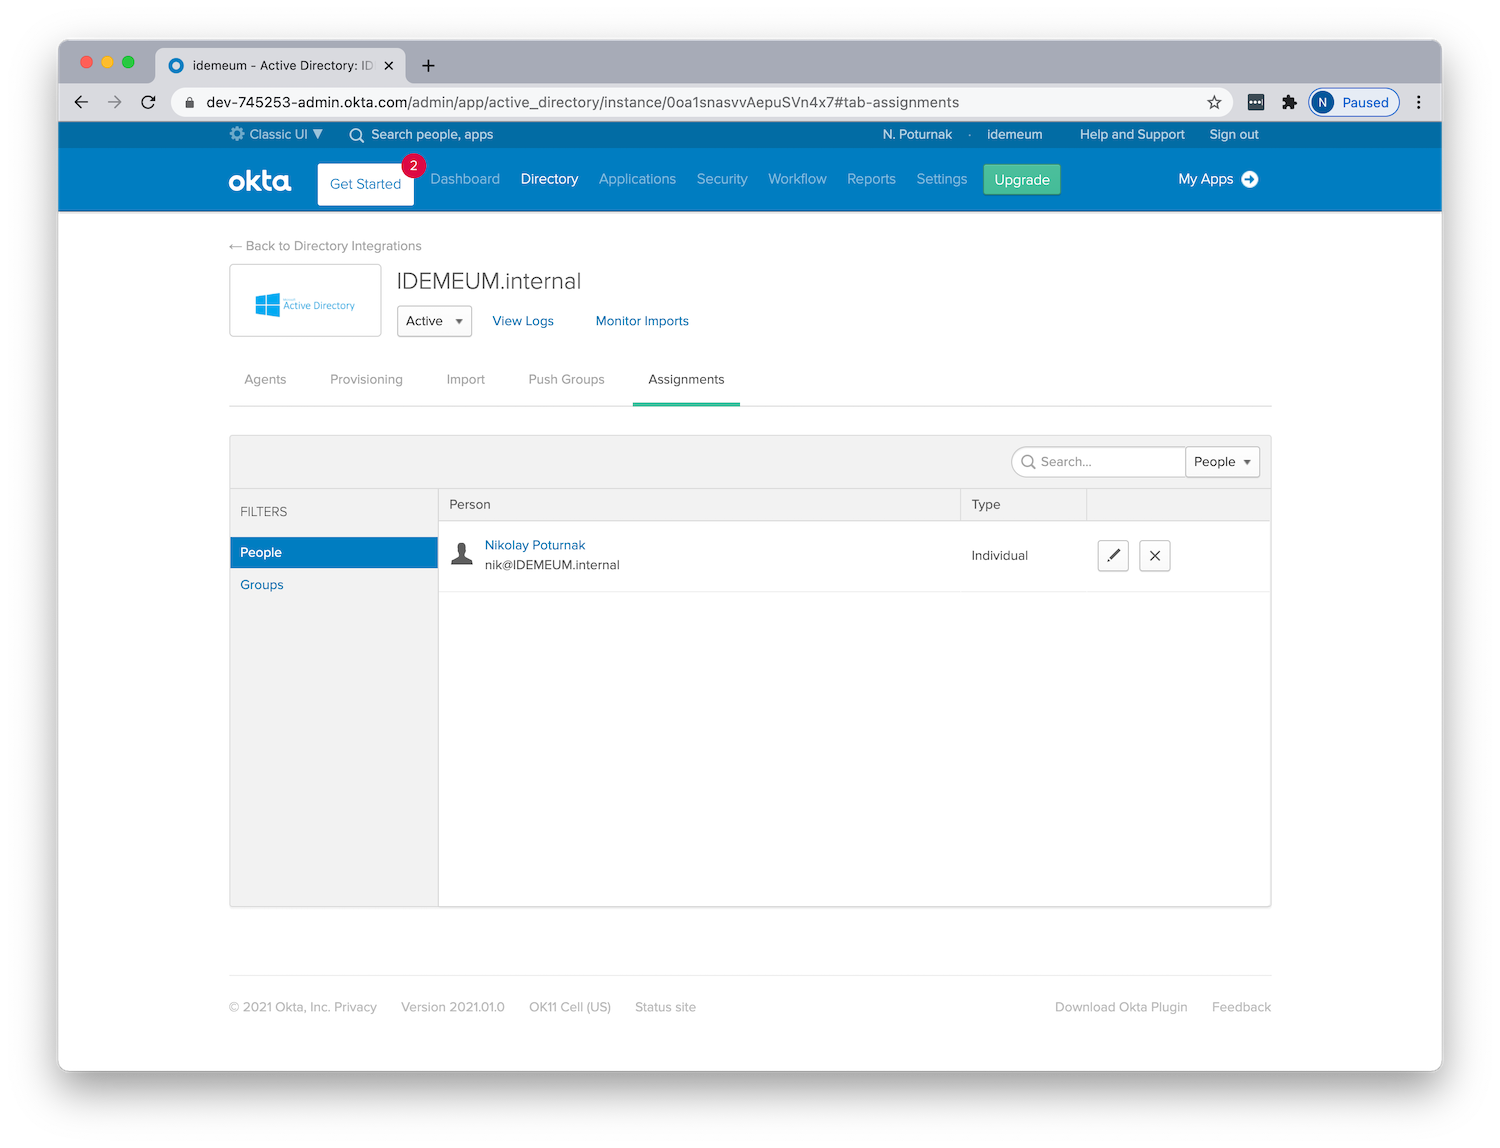 idemeum - Active Directory: ID
dev-745253-admin.okta.com/admin/app/active_directory/instance/0oa1snasvvAepuSVn4x7#tab-assignments
N Paused
Classic UI Search people, apps N. Poturnak · idemeum Help and Support Sign out
okta Get Started 2 Dashboard Directory Applications Security Workflow Reports Settings Upgrade My Apps
← Back to Directory Integrations
Active Directory
IDEMEUM.internal
Active View Logs Monitor Imports
Agents Provisioning Import Push Groups Assignments
Search... People
FILTERS
People
Groups
Person Type
Nikolay Poturnak
nik@IDEMEUM.internal
Individual
© 2021 Okta, Inc. Privacy Version 2021.01.0 OK11 Cell (US) Status site Download Okta Plugin Feedback